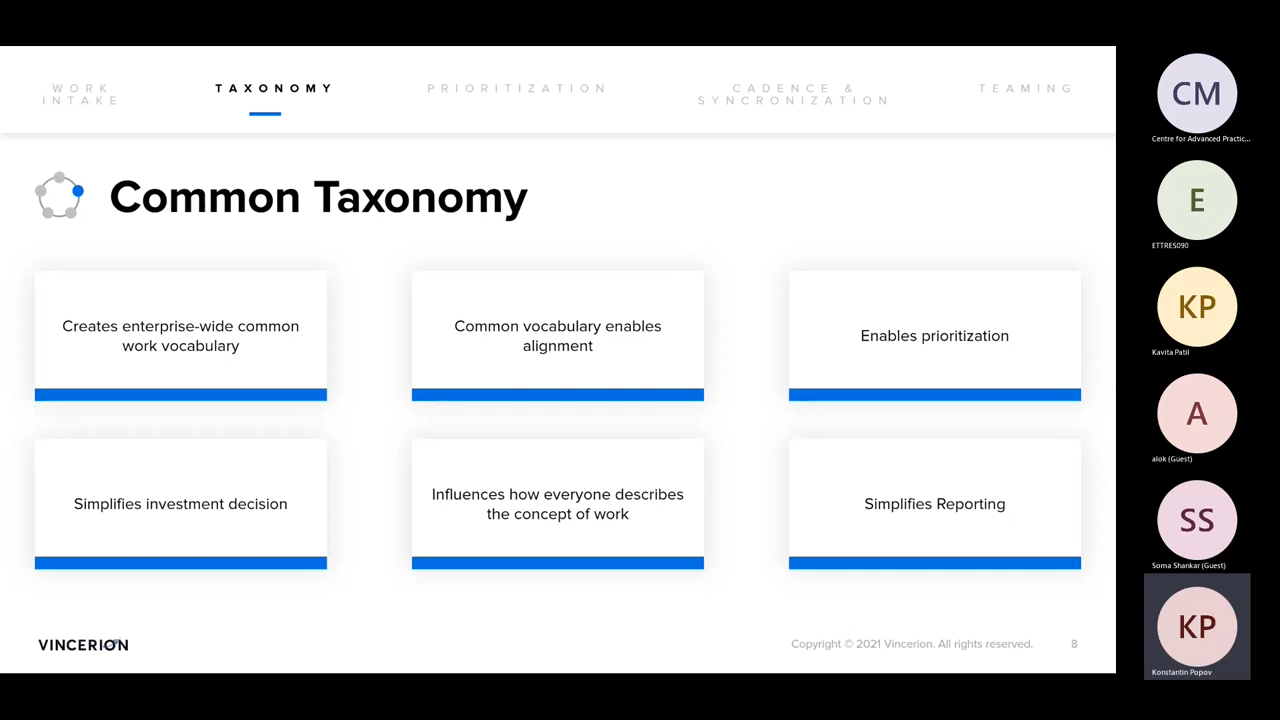 WORK
INTAKE
TAXONOMY
PRIORITIZATION
CADENCE &
SYNCRONIZATION
TEAMING
Common Taxonomy
Creates enterprise-wide common
work vocabulary
Common vocabulary enables
alignment
Enables prioritization
Simplifies investment decision
Influences how everyone describes
the concept of work
Simplifies Reporting
VINCERION
Copyright © 2021 Vincerion. All rights reserved.
8
CM
Centre for Advanced Practic...
E
ETTRES090
KP
Kavita Patil
A
alok (Guest)
SS
Soma Shankar (Guest)
KP
Konstantin Popov